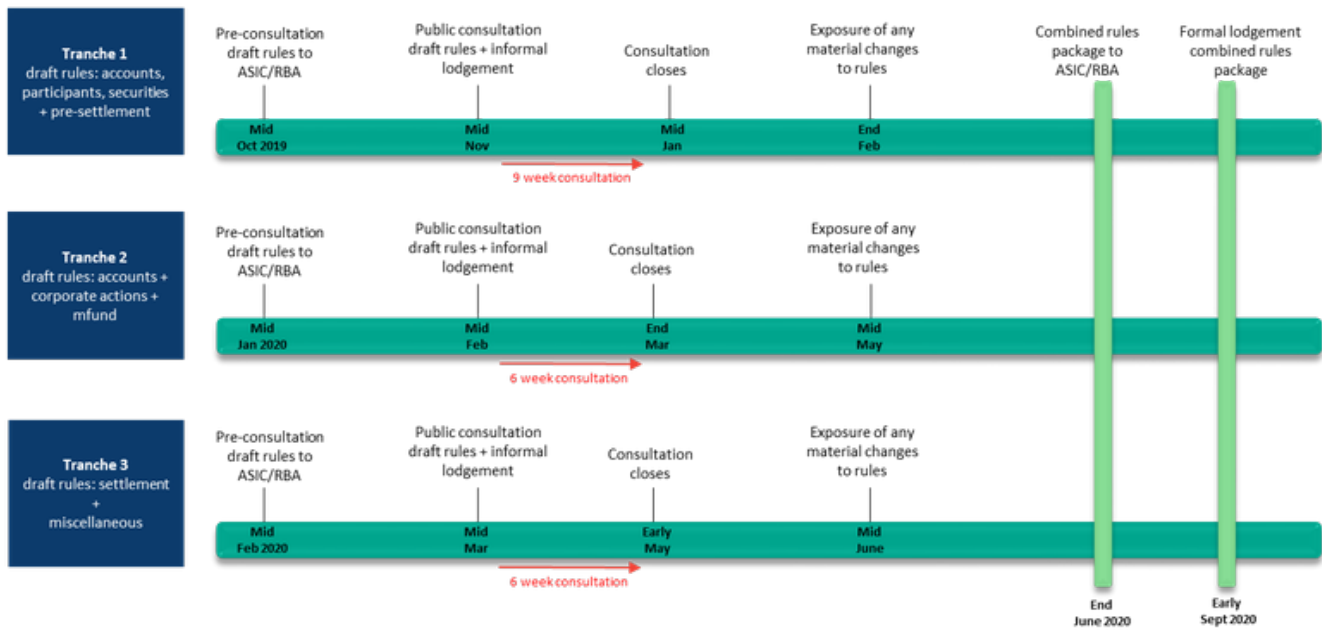 Tranche 1
draft rules: accounts,
participants, securities
+ pre-settlement
Pre-consultation
draft rules to
ASIC/RBA
Public consultation
draft rules + informal
lodgement
Consultation
closes
Exposure of any
material changes
to rules
Combined rules
package to
ASIC/RBA
Formal lodgement
combined rules
package
Mid
Oct 2019
Mid
Nov
Mid
Jan
End
Feb
9 week consultation
Tranche 2
draft rules: accounts +
corporate actions +
mfund
Pre-consultation
draft rules to
ASIC/RBA
Public consultation
draft rules + informal
lodgement
Consultation
closes
Exposure of any
material changes
to rules
Mid
Jan 2020
Mid
Feb
End
Mar
Mid
May
6 week consultation
Tranche 3
draft rules: settlement
+
miscellaneous
Pre-consultation
draft rules to
ASIC/RBA
Public consultation
draft rules + informal
lodgement
Consultation
closes
Exposure of any
material changes
to rules
Mid
Feb 2020
Mid
Mar
Early
May
Mid
June
6 week consultation
End
June 2020
Early
Sept 2020